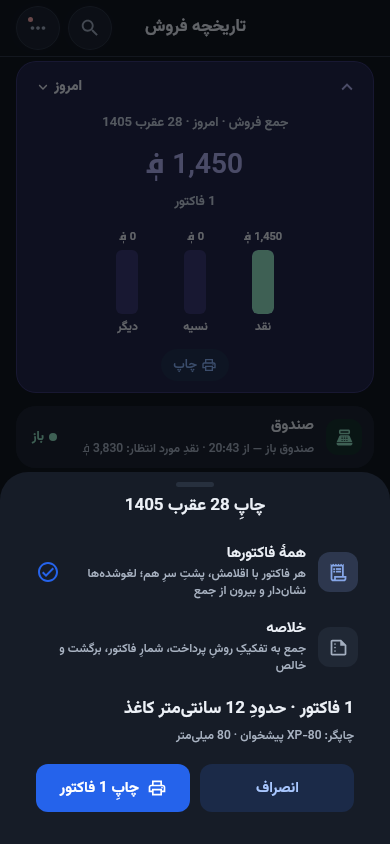 تاریخچه فروش
امروز
جمع فروش · امروز · 28 عقرب 1405
1,450 ؋
1 فاکتور
1,450 ؋
0 ؋
0 ؋
نقد
نسیه
دیگر
چاپ
صندوق
باز
صندوق باز — از 20:43 · نقد مورد انتظار: 3,830 ؋
چاپِ 28 عقرب 1405
همهٔ فاکتورها
هر فاکتور با اقلامش، پشتِ سرِ هم؛ لغوشده‌ها
نشان‌دار و بیرون از جمع
خلاصه
جمع به تفکیکِ روشِ پرداخت، شمارِ فاکتور، برگشت و
خالص
1 فاکتور · حدودِ 12 سانتی‌متر کاغذ
چاپگر: XP-80 پیشخوان · 80 میلی‌متر
انصراف
چاپِ 1 فاکتور